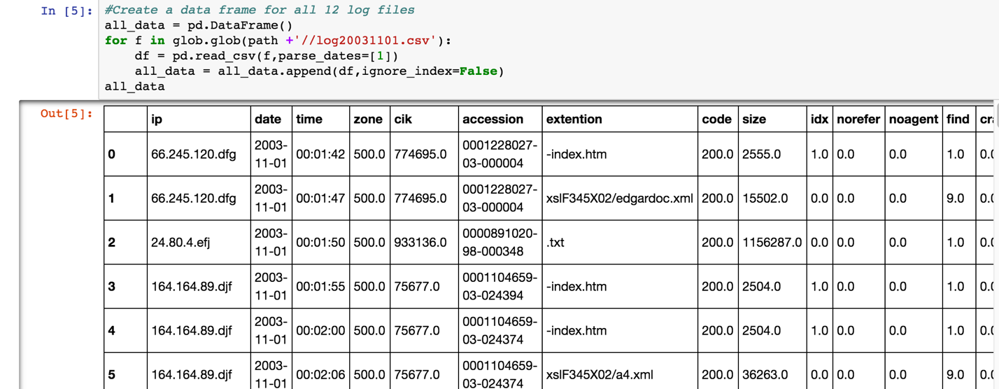 In [5]: #Create a data frame for all 12 log files
all_data = pd.DataFrame()
for f in glob.glob(path +'//log20031101.csv'):
    df = pd.read_csv(f,parse_dates=[1])
    all_data = all_data.append(df,ignore_index=False)
all_data
Out[5]:
ip date time zone cik accession extention code size idx norefer noagent find cra
0 66.245.120.dfg 2003-11-01 00:01:42 500.0 774695.0 0001228027-03-000004 -index.htm 200.0 2555.0 1.0 0.0 0.0 1.0 0.0
1 66.245.120.dfg 2003-11-01 00:01:47 500.0 774695.0 0001228027-03-000004 xslF345X02/edgardoc.xml 200.0 15502.0 0.0 0.0 0.0 9.0 0.0
2 24.80.4.efj 2003-11-01 00:01:50 500.0 933136.0 0000891020-98-000348 .txt 200.0 1156287.0 0.0 0.0 0.0 1.0 0.0
3 164.164.89.djf 2003-11-01 00:01:55 500.0 75677.0 0001104659-03-024394 -index.htm 200.0 2504.0 1.0 0.0 0.0 1.0 0.0
4 164.164.89.djf 2003-11-01 00:02:00 500.0 75677.0 0001104659-03-024374 -index.htm 200.0 2504.0 1.0 0.0 0.0 1.0 0.0
5 164.164.89.djf 2003-11-01 00:02:06 500.0 75677.0 0001104659-03-024374 xslF345X02/a4.xml 200.0 36263.0 0.0 0.0 0.0 9.0 0.0